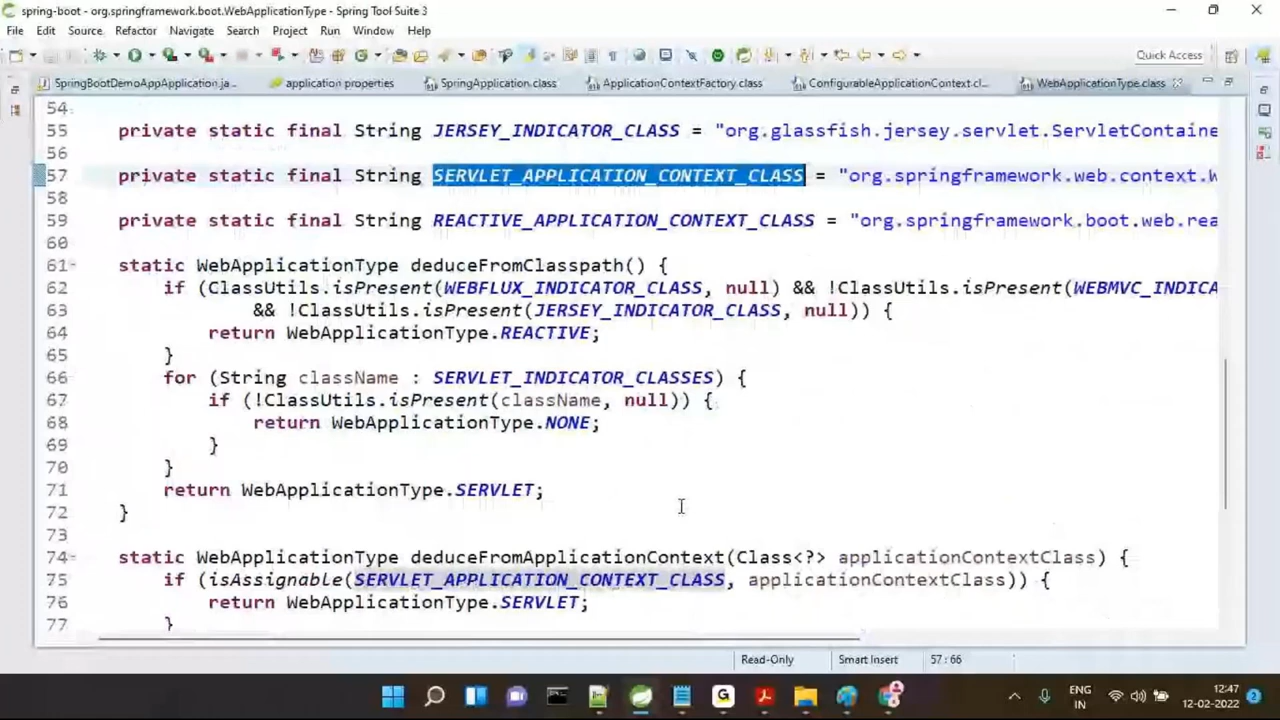 spring-boot - org.springframework.boot.WebApplicationType - Spring Tool Suite 3
File Edit Source Refactor Navigate Search Project Run Window Help
Quick Access
SpringBootDemoAppApplication.ja... application.properties SpringApplication.class ApplicationContextFactory.class ConfigurableApplicationContext.cl... WebApplicationType.class
54
55 private static final String JERSEY_INDICATOR_CLASS = "org.glassfish.jersey.servlet.ServletContaine
56
57 private static final String SERVLET_APPLICATION_CONTEXT_CLASS = "org.springframework.web.context.W
58
59 private static final String REACTIVE_APPLICATION_CONTEXT_CLASS = "org.springframework.boot.web.rea
60
61 static WebApplicationType deduceFromClasspath() {
62 if (ClassUtils.isPresent(WEBFLUX_INDICATOR_CLASS, null) && !ClassUtils.isPresent(WEBMVC_INDICA
63 && !ClassUtils.isPresent(JERSEY_INDICATOR_CLASS, null)) {
64 return WebApplicationType.REACTIVE;
65 }
66 for (String className : SERVLET_INDICATOR_CLASSES) {
67 if (!ClassUtils.isPresent(className, null)) {
68 return WebApplicationType.NONE;
69 }
70 }
71 return WebApplicationType.SERVLET;
72 }
73
74 static WebApplicationType deduceFromApplicationContext(Class<?> applicationContextClass) {
75 if (isAssignable(SERVLET_APPLICATION_CONTEXT_CLASS, applicationContextClass)) {
76 return WebApplicationType.SERVLET;
77 }
Read-Only Smart Insert 57 : 66
ENG IN 12:47 12-02-2022 2